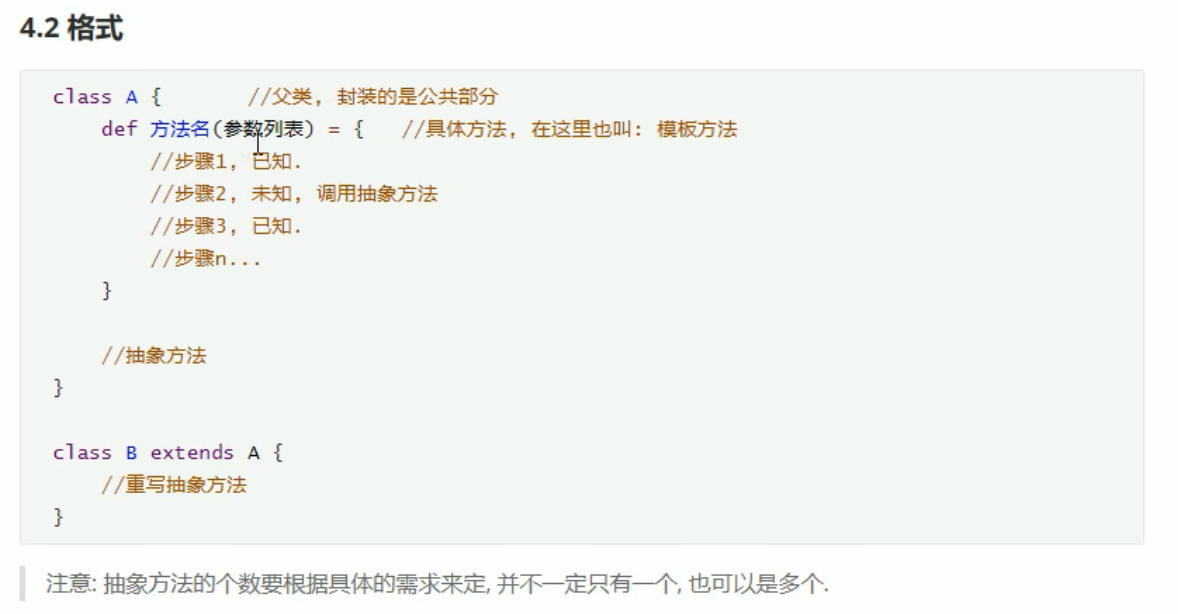 4.2 格式
class A {       //父类, 封装的是公共部分
    def 方法名(参数列表) = {   //具体方法, 在这里也叫: 模板方法
        //步骤1, 已知.
        //步骤2, 未知, 调用抽象方法
        //步骤3, 已知.
        //步骤n...
    }
    //抽象方法
}
class B extends A {
    //重写抽象方法
}
注意: 抽象方法的个数要根据具体的需求来定, 并不一定只有一个, 也可以是多个.